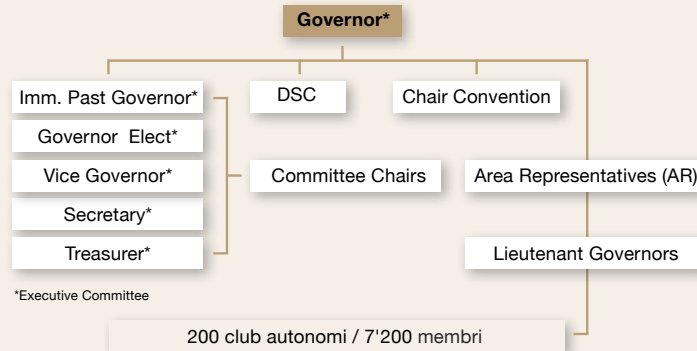 Governor*
Imm. Past Governor*
DSC
Chair Convention
Governor Elect*
Vice Governor*
Committee Chairs
Area Representatives (AR)
Secretary*
Treasurer*
Lieutenant Governors
*Executive Committee
200 club autonomi / 7'200 membri